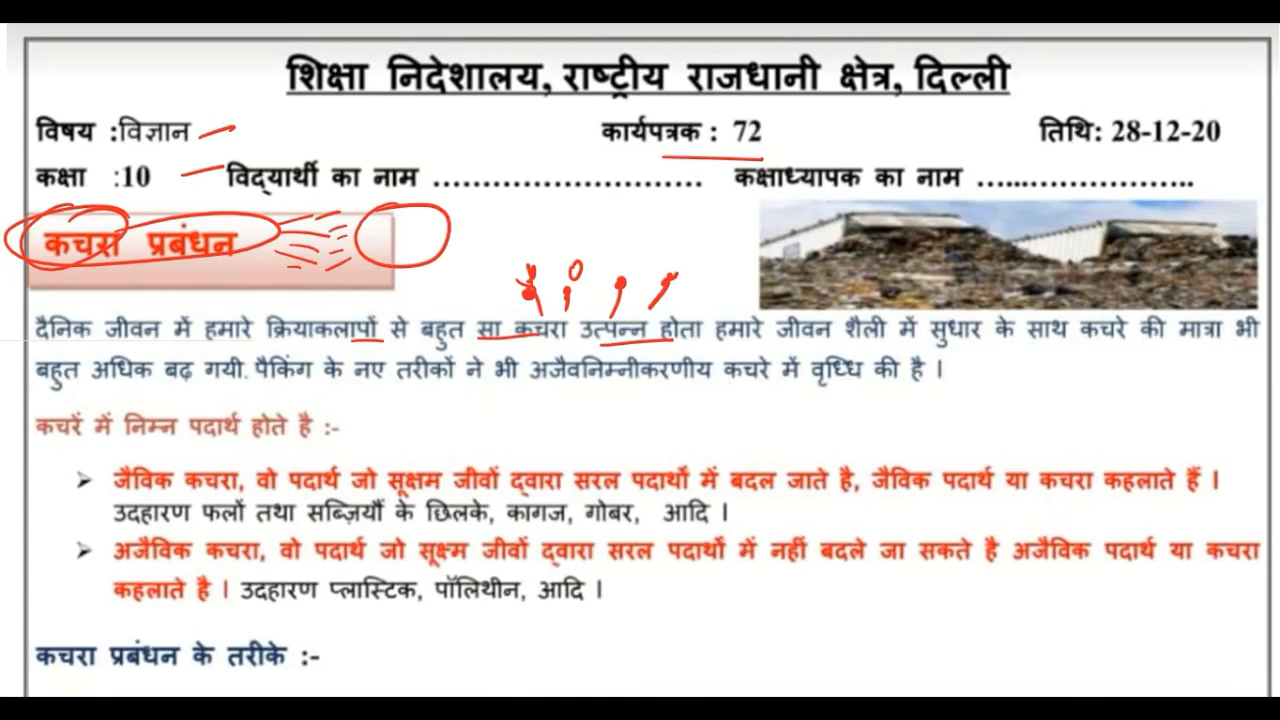 शिक्षा निदेशालय, राष्ट्रीय राजधानी क्षेत्र, दिल्ली
विषय :विज्ञान कार्यपत्रक : 72 तिथि: 28-12-20
कक्षा :10 विद्यार्थी का नाम ........................... कक्षाध्यापक का नाम ......................
कचरा प्रबंधन
दैनिक जीवन में हमारे क्रियाकलापों से बहुत सा कचरा उत्पन्न होता हमारे जीवन शैली में सुधार के साथ कचरे की मात्रा भी
बहुत अधिक बढ़ गयी. पैकिंग के नए तरीकों ने भी अजैवनिम्नीकरणीय कचरे में वृध्धि की है ।
कचरें में निम्न पदार्थ होते है :-
➢ जैविक कचरा, वो पदार्थ जो सूक्षम जीवों द्वारा सरल पदार्थों में बदल जाते है, जैविक पदार्थ या कचरा कहलाते हैं ।
उदहारण फलों तथा सब्ज़ियौं के छिलके, कागज, गोबर, आदि ।
➢ अजैविक कचरा, वो पदार्थ जो सूक्ष्म जीवों द्वारा सरल पदार्थों में नहीं बदले जा सकते है अजैविक पदार्थ या कचरा
कहलाते है । उदहारण प्लास्टिक, पॉलिथीन, आदि ।
कचरा प्रबंधन के तरीके :-